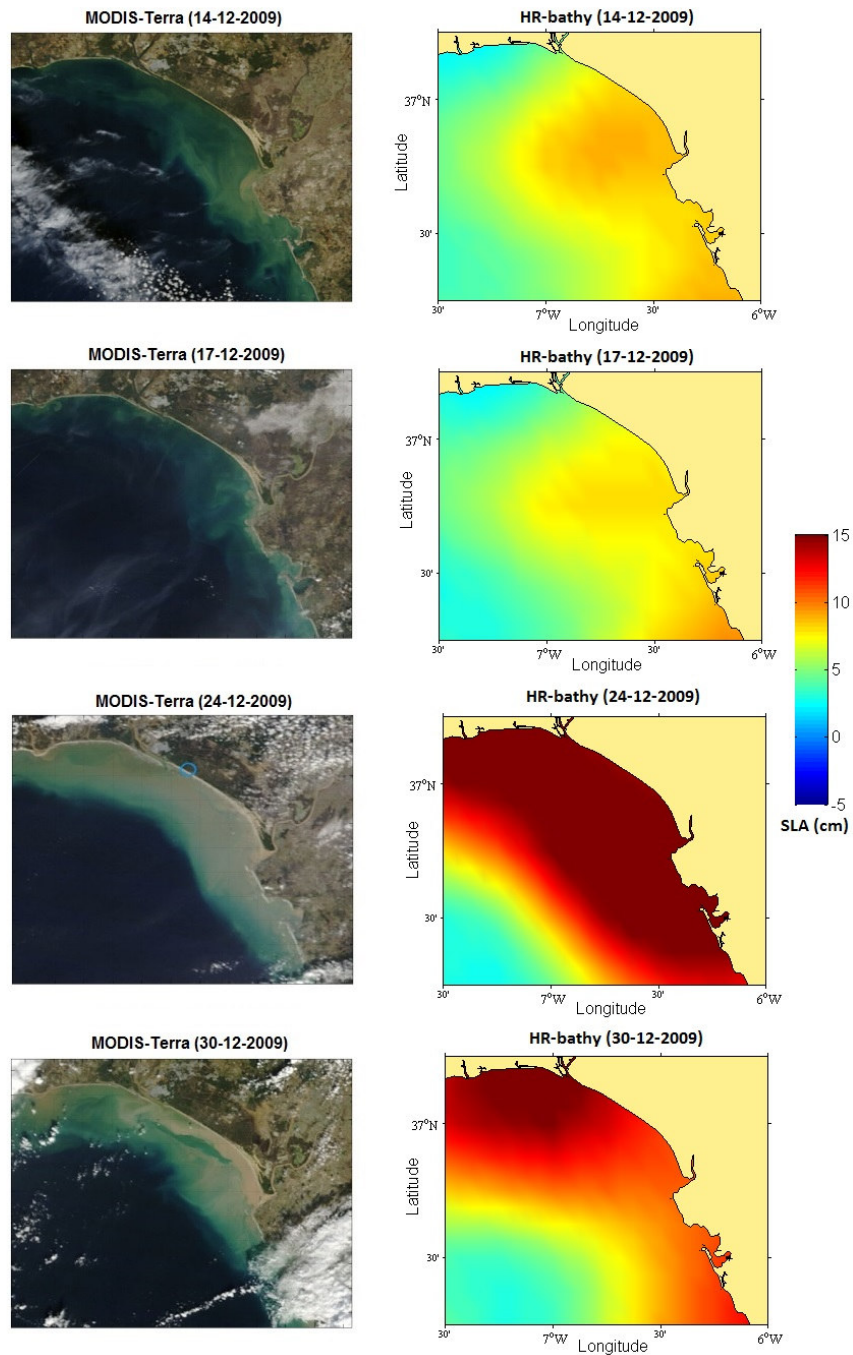 MODIS-Terra (14-12-2009)
HR-bathy (14-12-2009)
37°N
30'
Latitude
30' 7°W 30' 6°W
Longitude
MODIS-Terra (17-12-2009)
HR-bathy (17-12-2009)
37°N
30'
Latitude
30' 7°W 30' 6°W
Longitude
15
10
5
0
-5
SLA (cm)
MODIS-Terra (24-12-2009)
HR-bathy (24-12-2009)
37°N
30'
Latitude
30' 7°W 30' 6°W
Longitude
MODIS-Terra (30-12-2009)
HR-bathy (30-12-2009)
37°N
30'
Latitude
30' 7°W 30' 6°W
Longitude